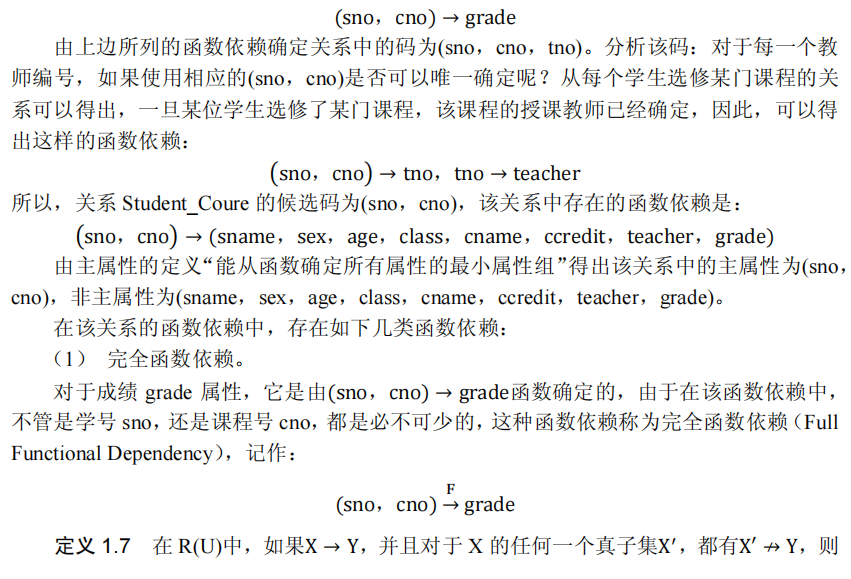 (sno，cno) → grade
由上边所列的函数依赖确定关系中的码为(sno，cno，tno)。分析该码：对于每一个教
师编号，如果使用相应的(sno，cno)是否可以唯一确定呢？从每个学生选修某门课程的关
系可以得出，一旦某位学生选修了某门课程，该课程的授课教师已经确定，因此，可以得
出这样的函数依赖：
(sno，cno) → tno，tno → teacher
所以，关系 Student_Coure 的候选码为(sno，cno)，该关系中存在的函数依赖是：
(sno，cno) → (sname，sex，age，class，cname，ccredit，teacher，grade)
由主属性的定义“能从函数确定所有属性的最小属性组”得出该关系中的主属性为(sno，
cno)，非主属性为(sname，sex，age，class，cname，ccredit，teacher，grade)。
在该关系的函数依赖中，存在如下几类函数依赖：
（1） 完全函数依赖。
对于成绩 grade 属性，它是由(sno，cno) → grade函数确定的，由于在该函数依赖中，
不管是学号 sno，还是课程号 cno，都是必不可少的，这种函数依赖称为完全函数依赖（Full
Functional Dependency），记作：
(sno，cno) →F grade
定义 1.7 在 R(U)中，如果X → Y，并且对于 X 的任何一个真子集X′，都有X′ ↛ Y，则